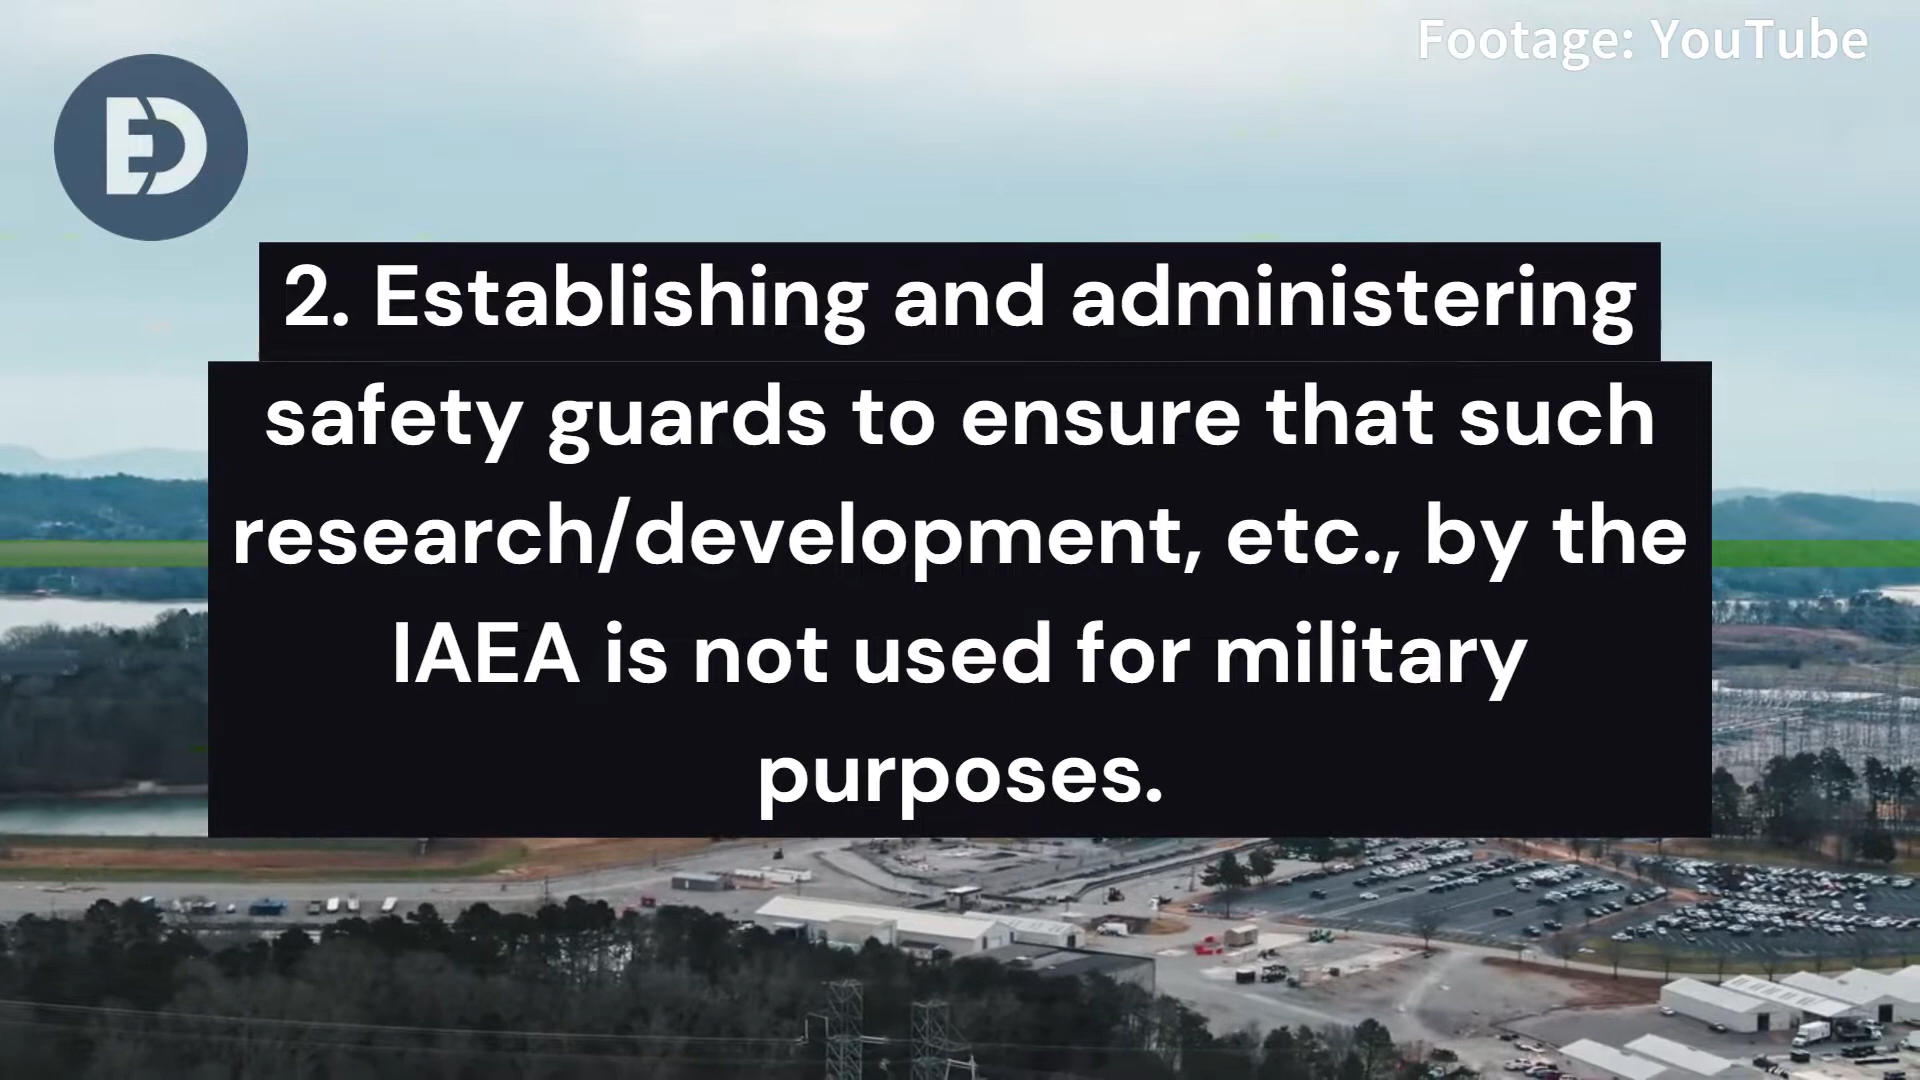 Footage: YouTube
ED
2. Establishing and administering
safety guards to ensure that such
research/development, etc., by the
IAEA is not used for military
purposes.